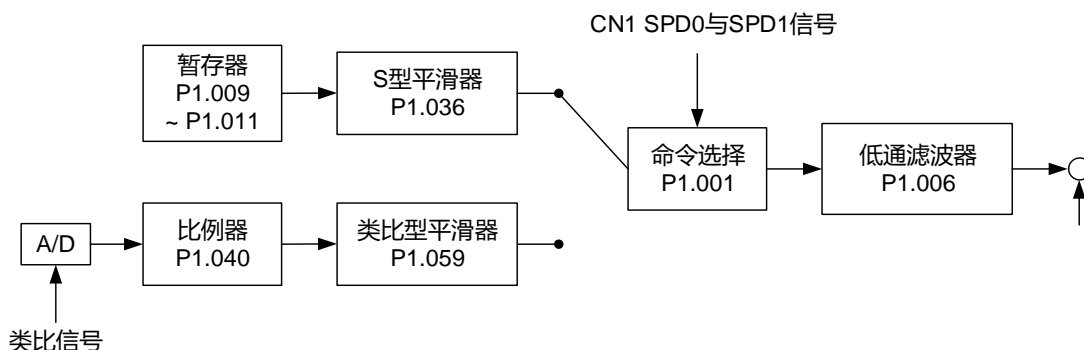 CN1 SPD0与SPD1信号
暂存器
P1.009
~ P1.011
S型平滑器
P1.036
命令选择
P1.001
低通滤波器
P1.006
A/D
比例器
P1.040
类比型平滑器
P1.059
类比信号